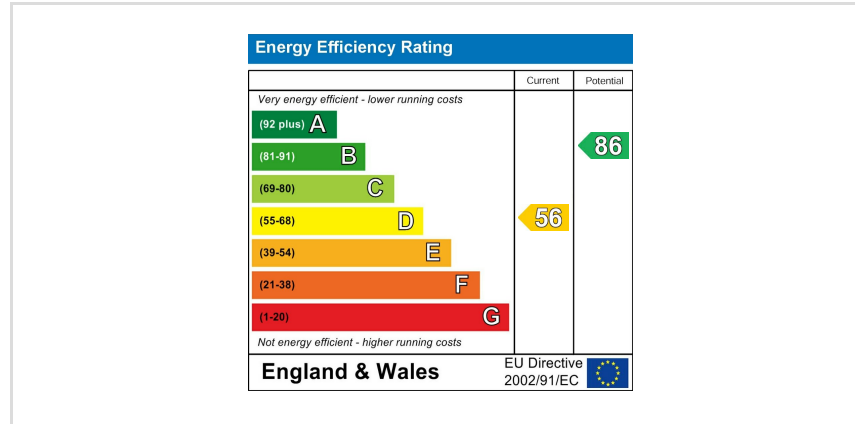 Energy Efficiency Rating
Current Potential
Very energy efficient - lower running costs
(92 plus) A
(81-91) B
86
(69-80) C
(55-68) D
56
(39-54) E
(21-38) F
(1-20) G
Not energy efficient - higher running costs
England & Wales
EU Directive
2002/91/EC